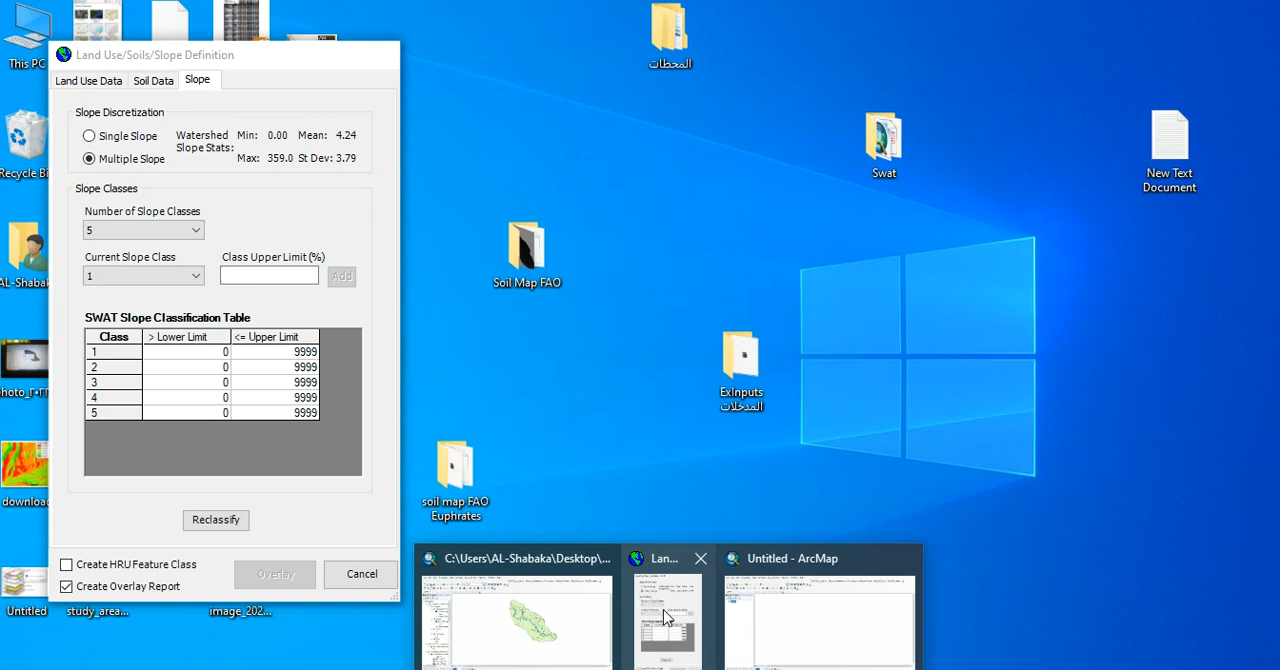 This PC
Recycle Bi
AL-Shabak
hoto_Г•ГГ
download
Untitled
study_area...
image_202...
Land Use/Soils/Slope Definition
Land Use Data
Soil Data
Slope
Slope Discretization
Single Slope
Multiple Slope
Watershed Slope Stats:
Min: 0.00 Mean: 4.24
Max: 359.0 St Dev: 3.79
Slope Classes
Number of Slope Classes
5
Current Slope Class
1
Class Upper Limit (%)
Add
SWAT Slope Classification Table
Class > Lower Limit <= Upper Limit
1 0 9999
2 0 9999
3 0 9999
4 0 9999
5 0 9999
Reclassify
Create HRU Feature Class
Create Overlay Report
Overlay
Cancel
المحطات
Swat
New Text
Document
Soil Map FAO
ExInputs
المدخلات
soil map FAO
Euphrates
C:\Users\AL-Shabaka\Desktop\...
Lan...
Untitled - ArcMap